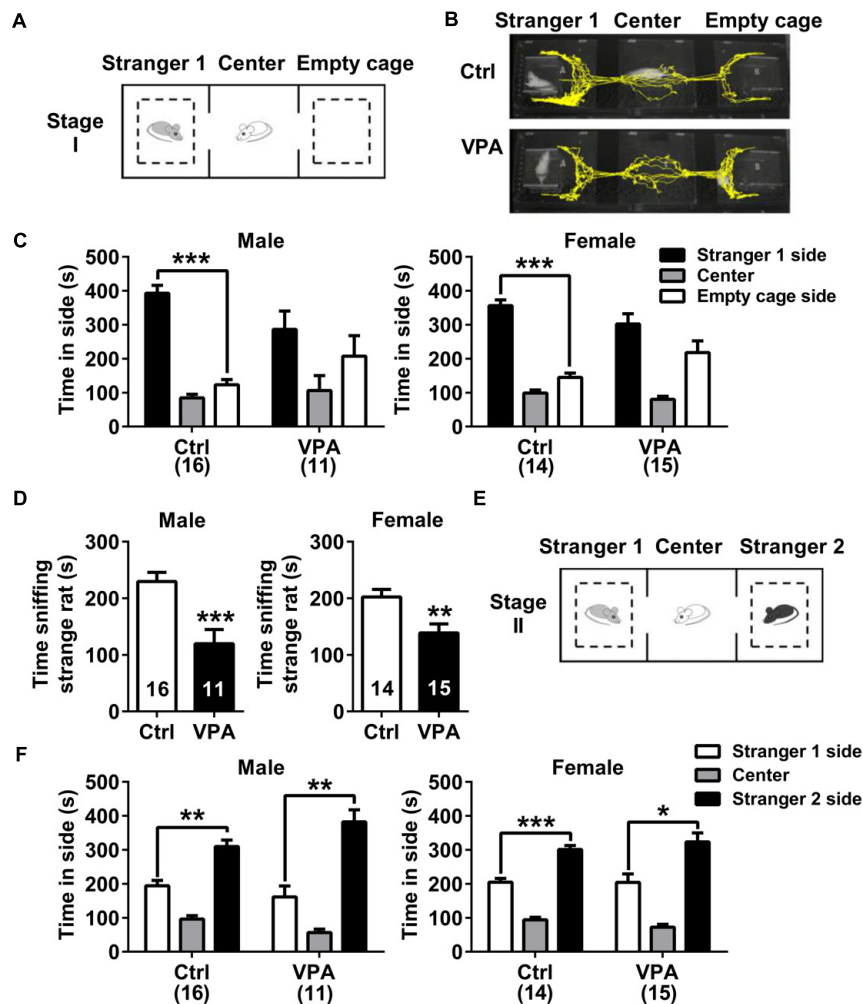 A
Stranger 1 Center Empty cage
Stage
I
B
Stranger 1 Center Empty cage
Ctrl
A
B
VPA
A
B
C
Male
Time in side (s)
500
400
300
200
100
0
***
Ctrl
(16)
VPA
(11)
Female
Time in side (s)
500
400
300
200
100
0
***
Ctrl
(14)
VPA
(15)
Stranger 1 side
Center
Empty cage side
D
Male
Time sniffing
strange rat (s)
300
200
100
0
***
16
11
Ctrl VPA
Female
Time sniffing
strange rat (s)
300
200
100
0
**
14
15
Ctrl VPA
E
Stranger 1 Center Stranger 2
Stage
II
F
Male
Time in side (s)
500
400
300
200
100
0
**
**
Ctrl
(16)
VPA
(11)
Female
Time in side (s)
500
400
300
200
100
0
***
*
Ctrl
(14)
VPA
(15)
Stranger 1 side
Center
Stranger 2 side